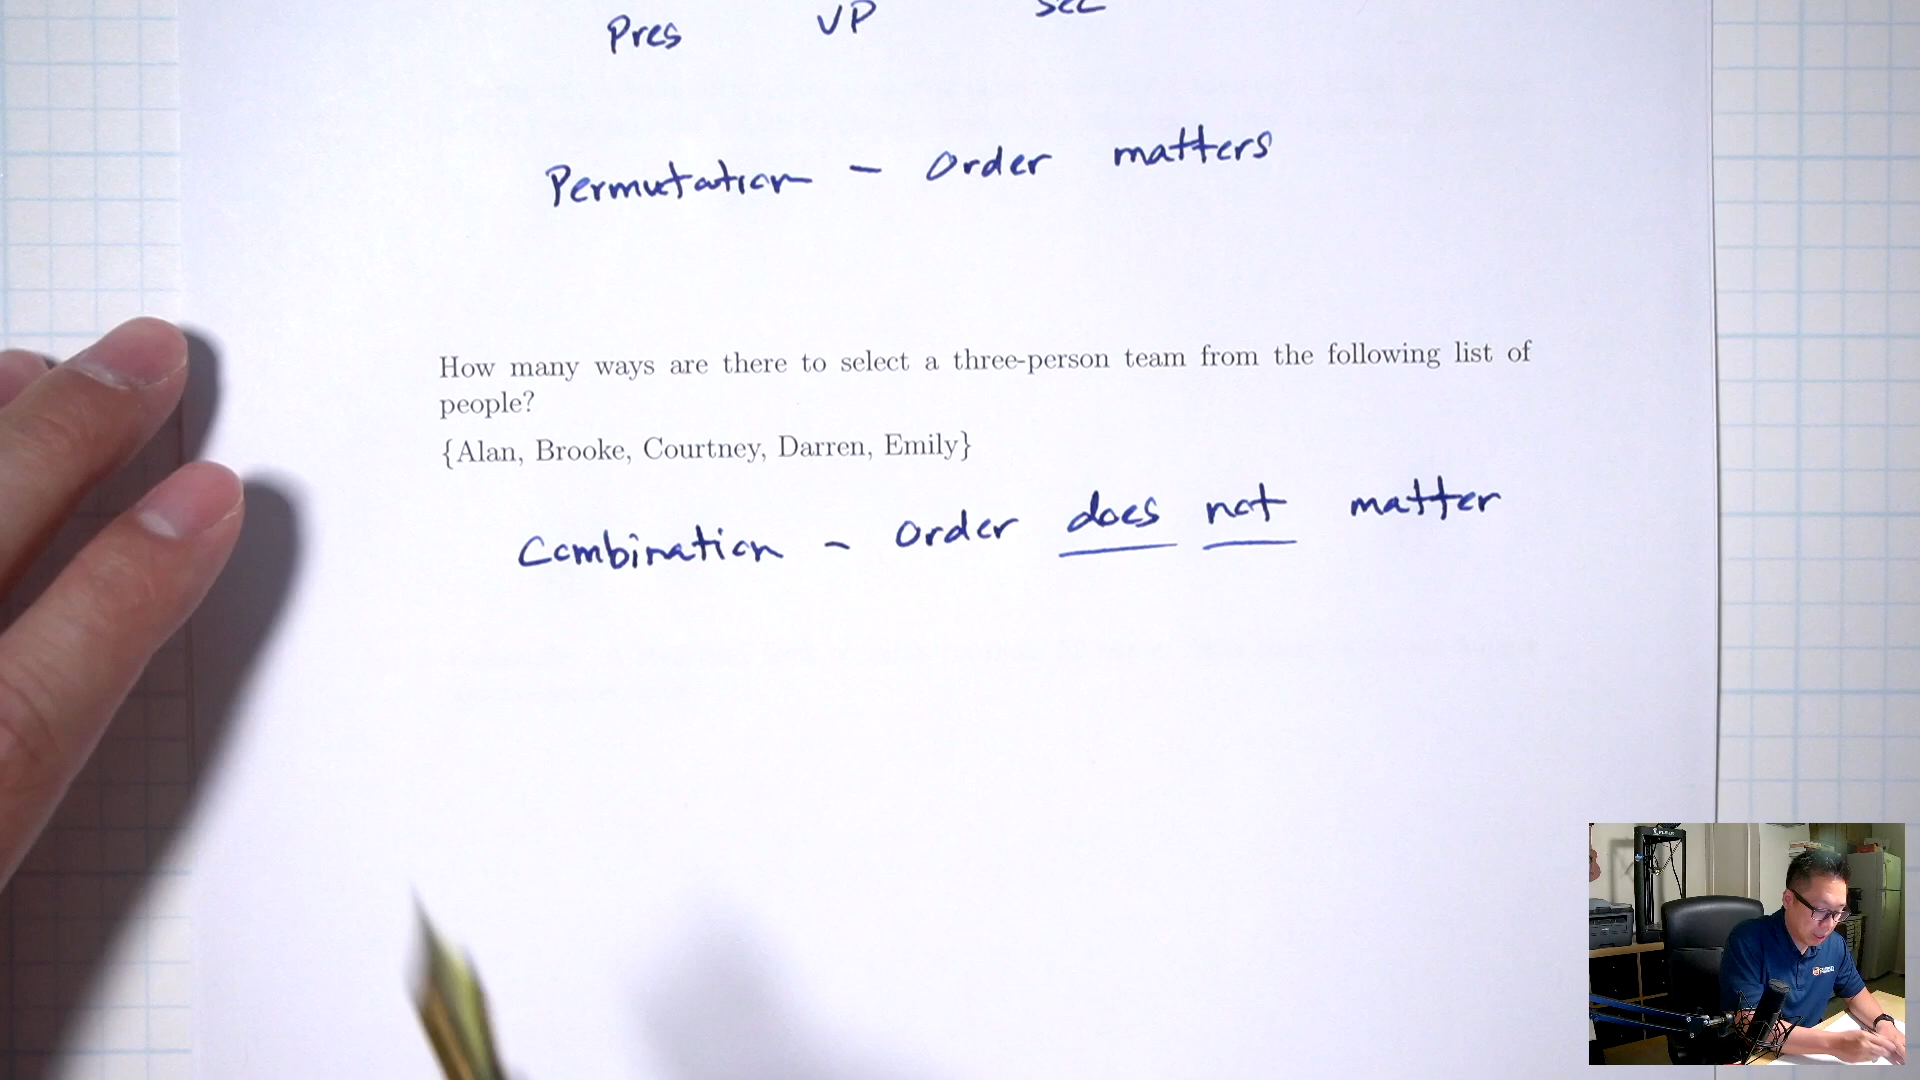 Pres VP Sec
Permutation - Order matters
How many ways are there to select a three-person team from the following list of
people?
{Alan, Brooke, Courtney, Darren, Emily}
Combination - Order does not matter